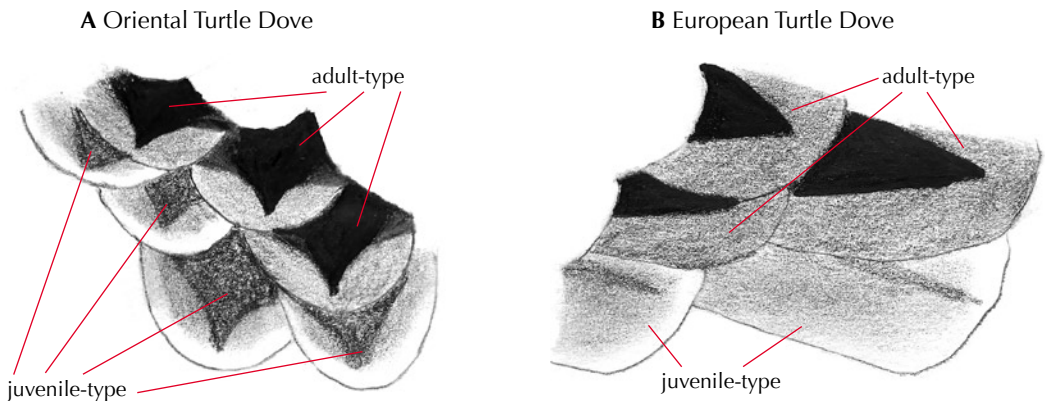 A Oriental Turtle Dove
B European Turtle Dove
adult-type
adult-type
juvenile-type
juvenile-type